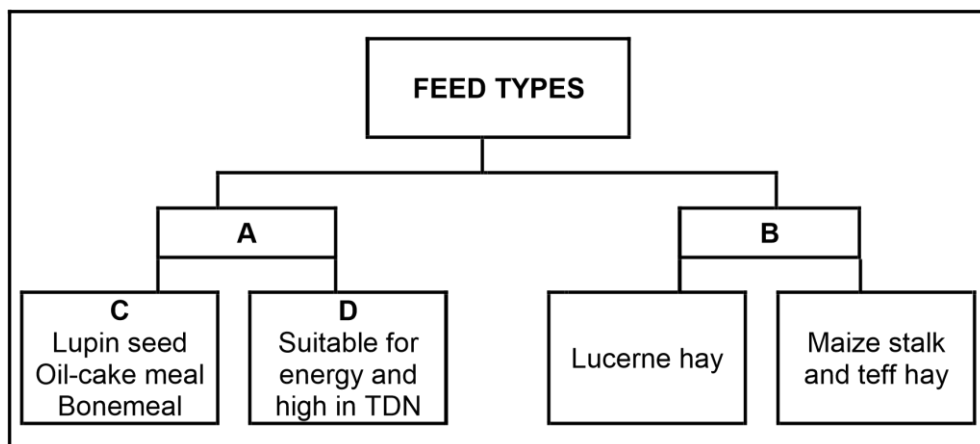 FEED TYPES
A
B
C
Lupin seed
Oil-cake meal
Bonemeal
D
Suitable for
energy and
high in TDN
Lucerne hay
Maize stalk
and teff hay